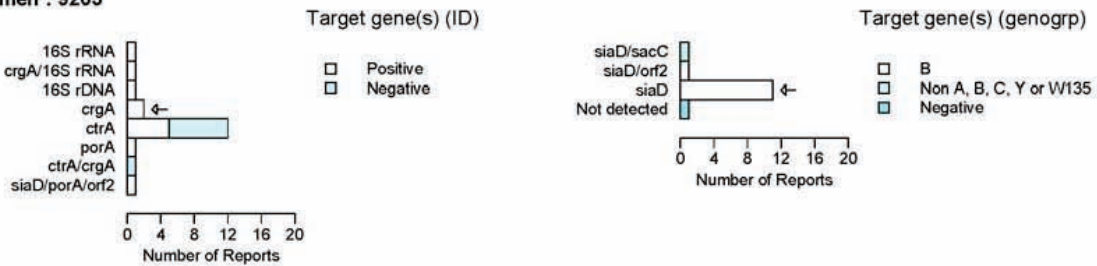 Target gene(s) (ID)
16S rRNA
crgA/16S rRNA
16S rDNA
crgA
ctrA
porA
ctrA/crgA
siaD/porA/orf2
Positive
Negative
0 4 8 12 16 20
Number of Reports
Target gene(s) (genogrp)
siaD/sacC
siaD/orf2
siaD
Not detected
B
Non A, B, C, Y or W135
Negative
0 4 8 12 16 20
Number of Reports